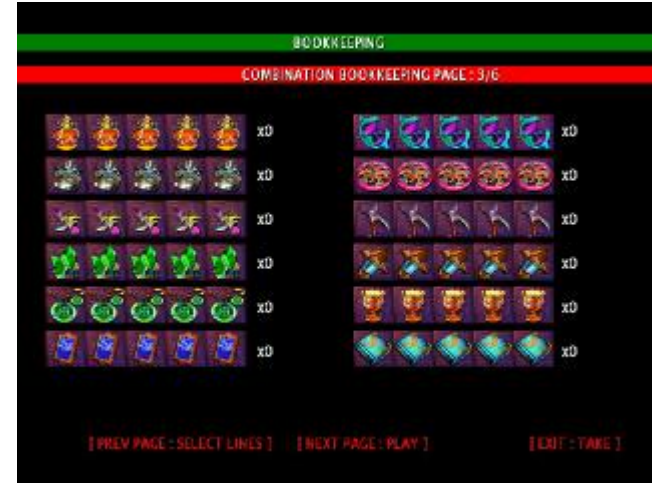 BOOKKEEPING
COMBINATION BOOKKEEPING PAGE : 3/6
x0 x0
x0 x0
x0 x0
x0 x0
x0 x0
x0 x0
[ PREV PAGE : SELECT LINES ] [ NEXT PAGE : PLAY ] [ EXIT : TAKE ]